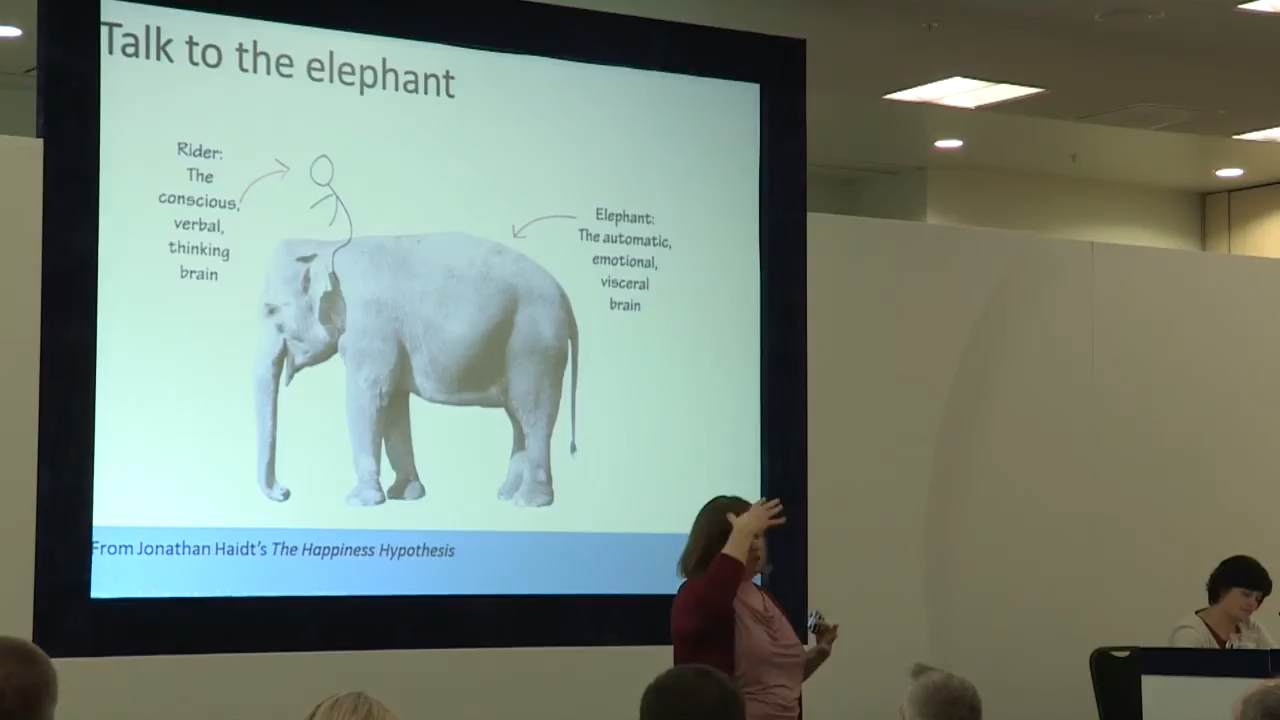 Talk to the elephant
Rider:
The
conscious,
verbal,
thinking
brain
Elephant:
The automatic,
emotional,
visceral
brain
From Jonathan Haidt's The Happiness Hypothesis